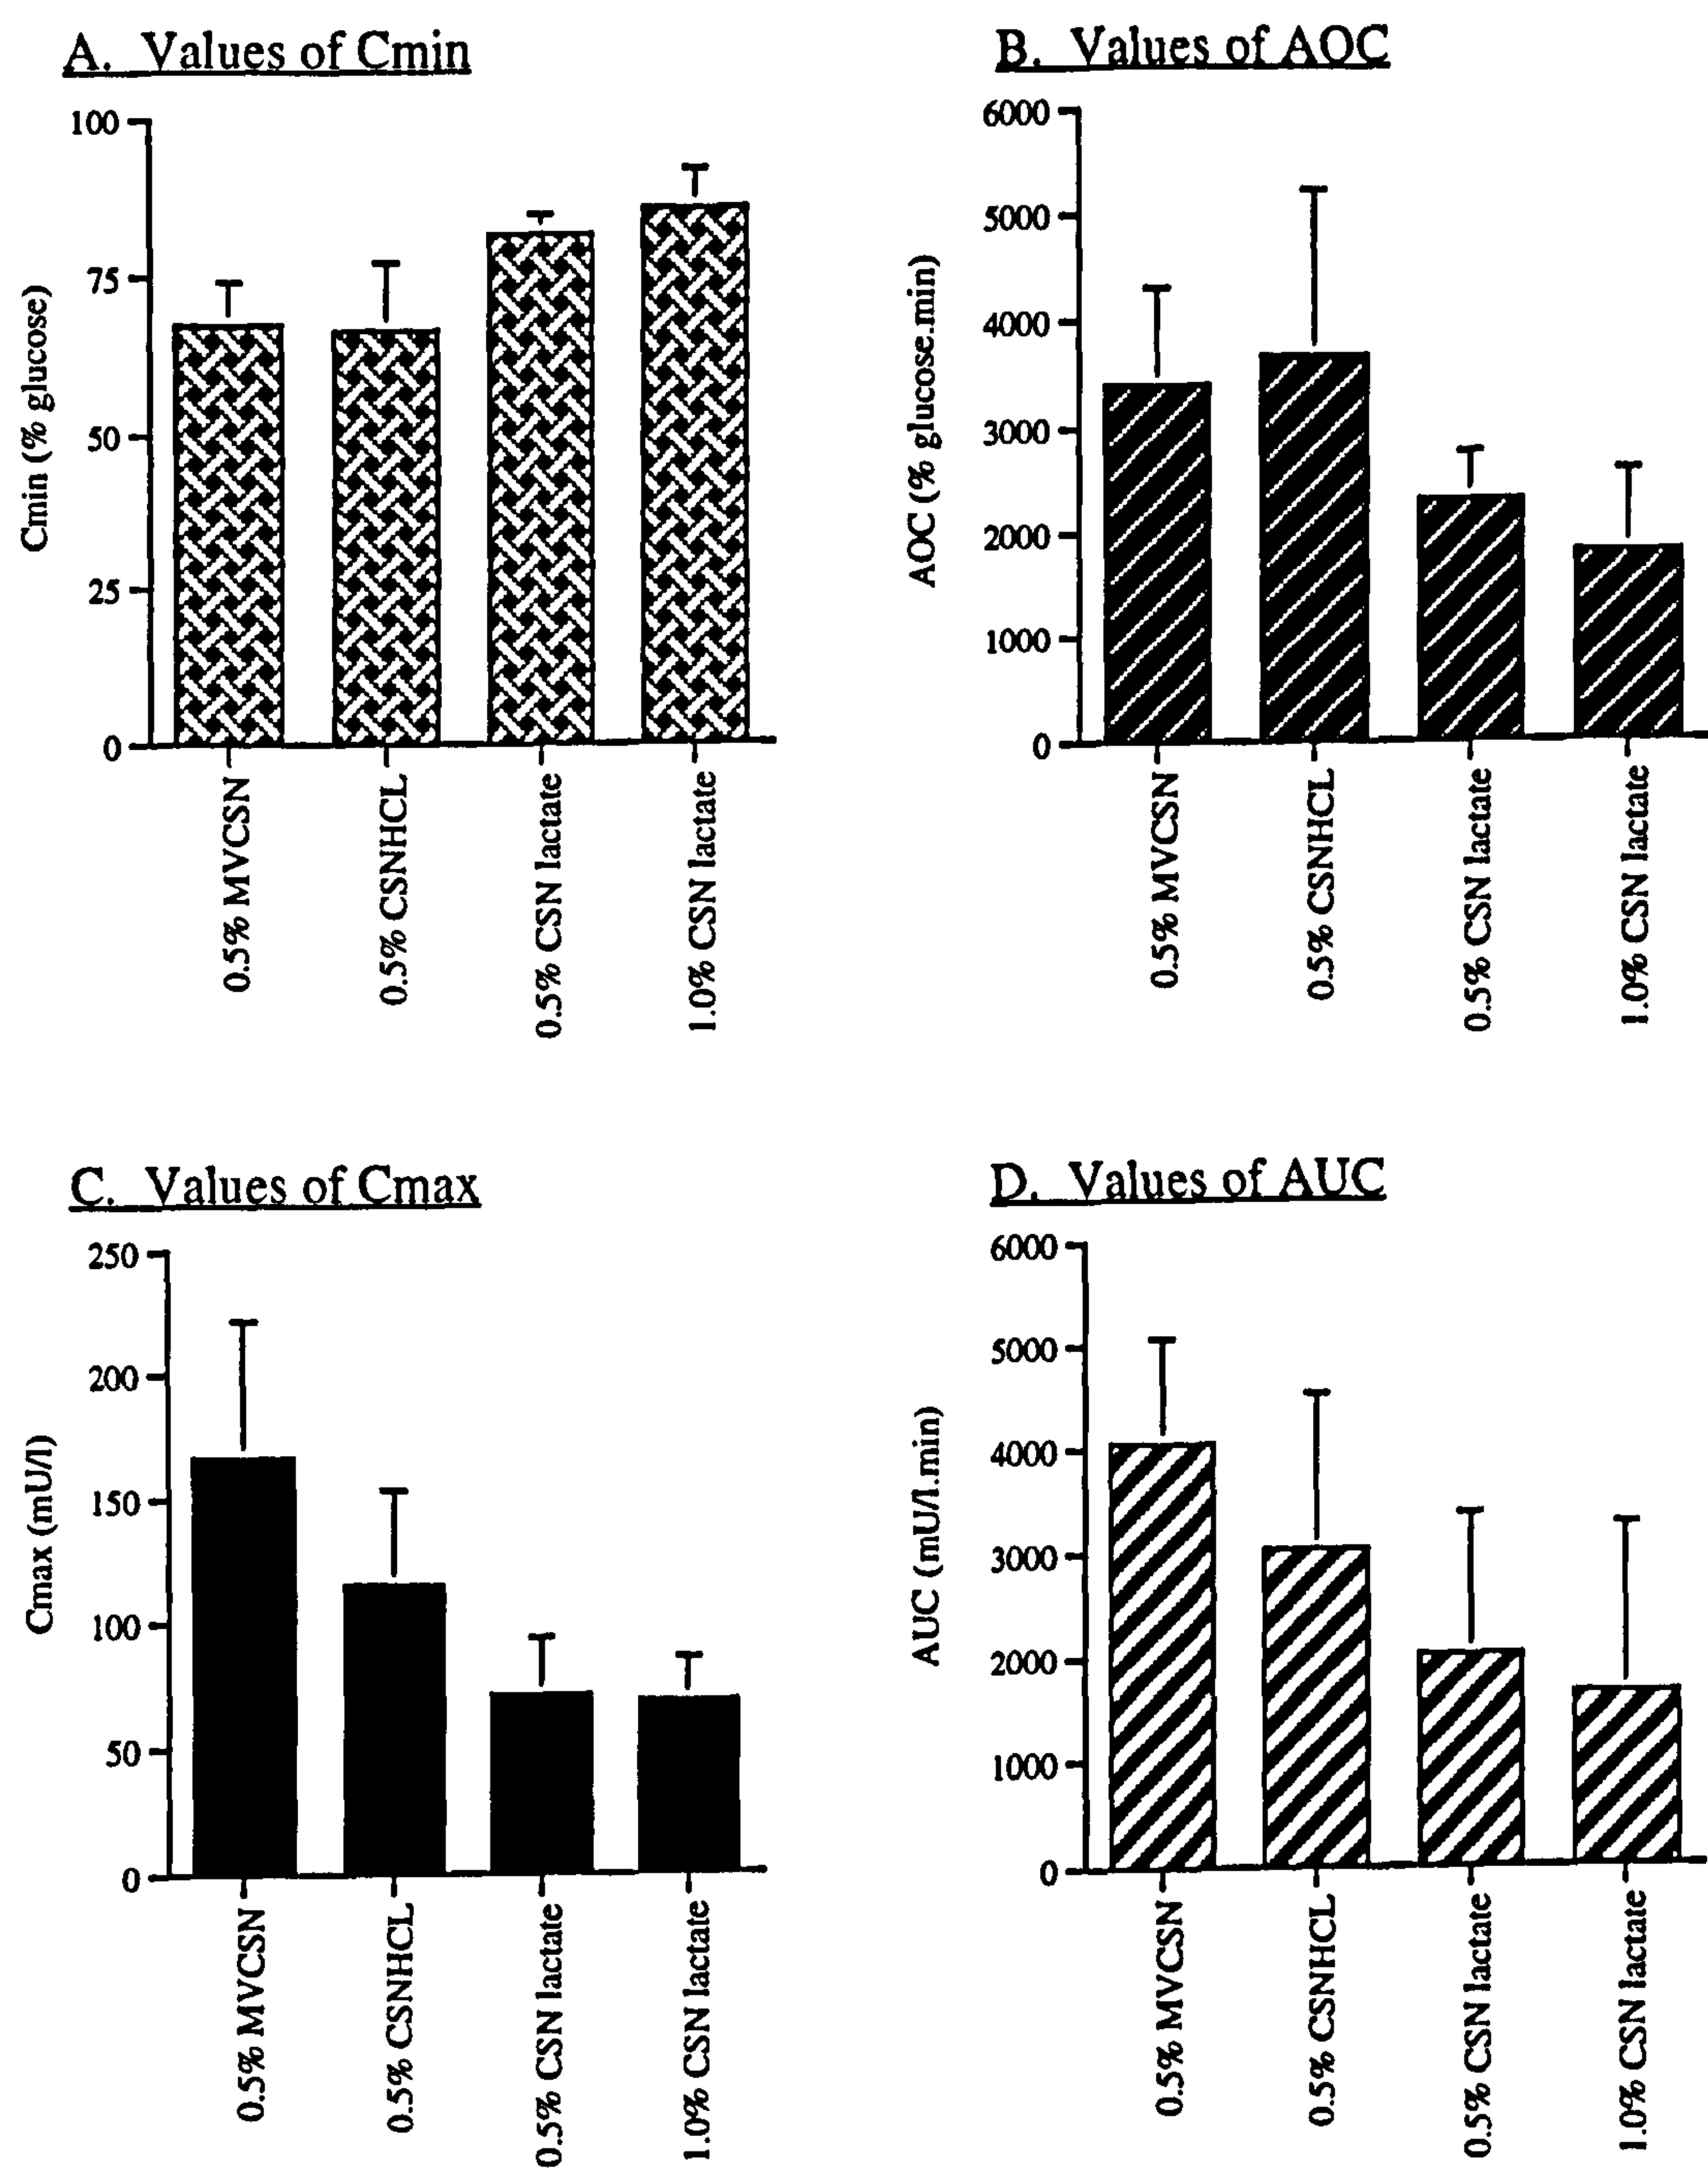 A. Values of Cmin
100
75
50
25
0
Cmin (% glucose)
0.5% MVCSN
0.5% CSNHCL
0.5% CSN lactate
1.0% CSN lactate
B. Values of AOC
6000
5000
4000
3000
2000
1000
0
AOC (% glucose.min)
0.5% MVCSN
0.5% CSNHCL
0.5% CSN lactate
1.0% CSN lactate
C. Values of Cmax
250
200
150
100
50
0
Cmax (mU/l)
0.5% MVCSN
0.5% CSNHCL
0.5% CSN lactate
1.0% CSN lactate
D. Values of AUC
6000
5000
4000
3000
2000
1000
0
AUC (mU/l.min)
0.5% MVCSN
0.5% CSNHCL
0.5% CSN lactate
1.0% CSN lactate